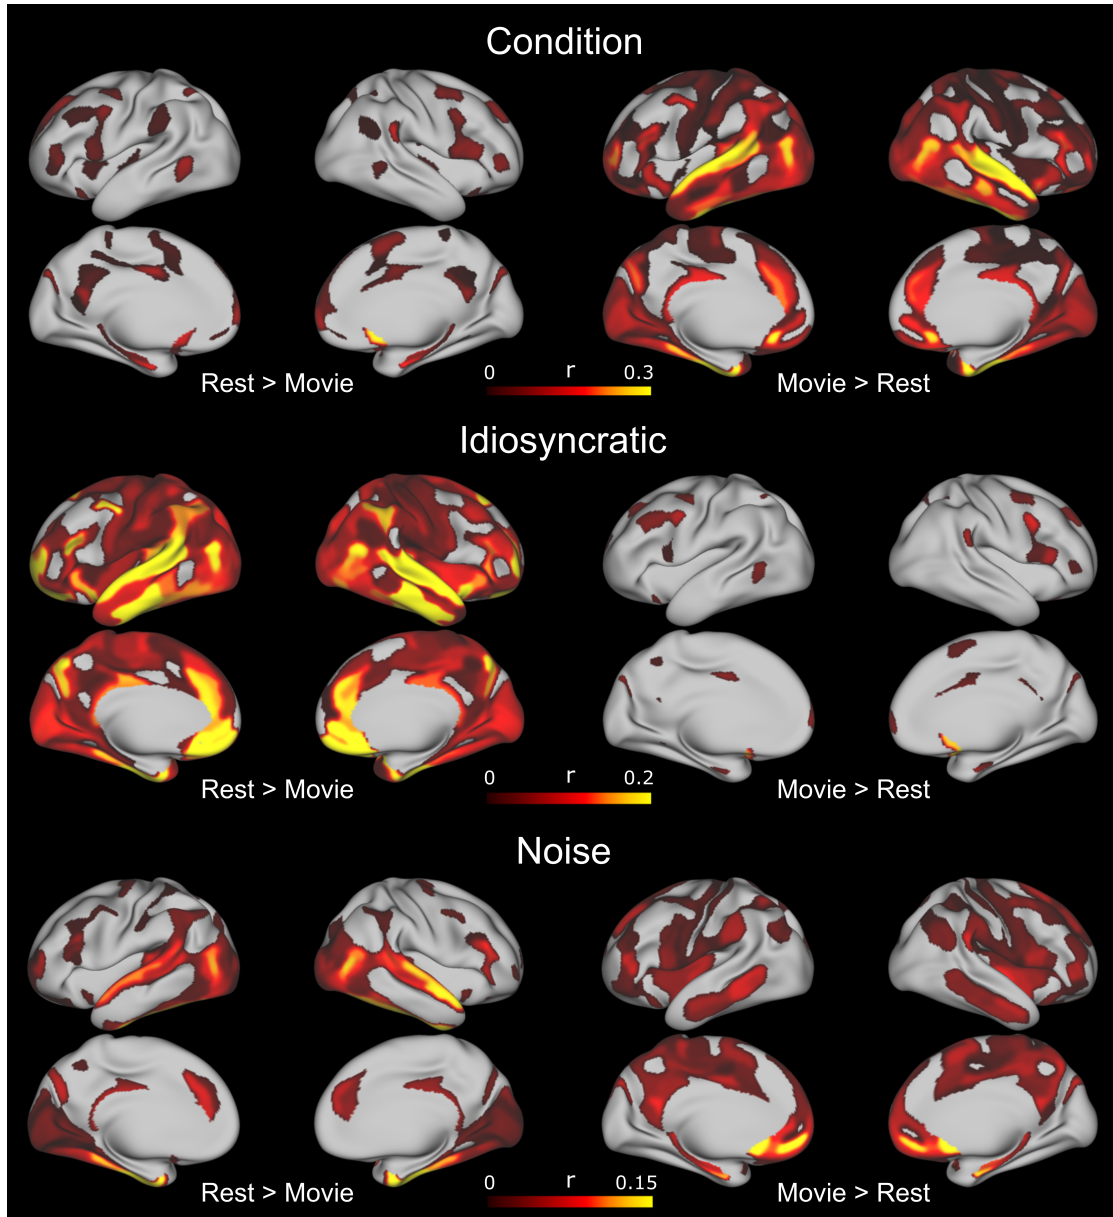 Condition
Rest > Movie
0 r 0.3
Movie > Rest
Idiosyncratic
Rest > Movie
0 r 0.2
Movie > Rest
Noise
Rest > Movie
0 r 0.15
Movie > Rest